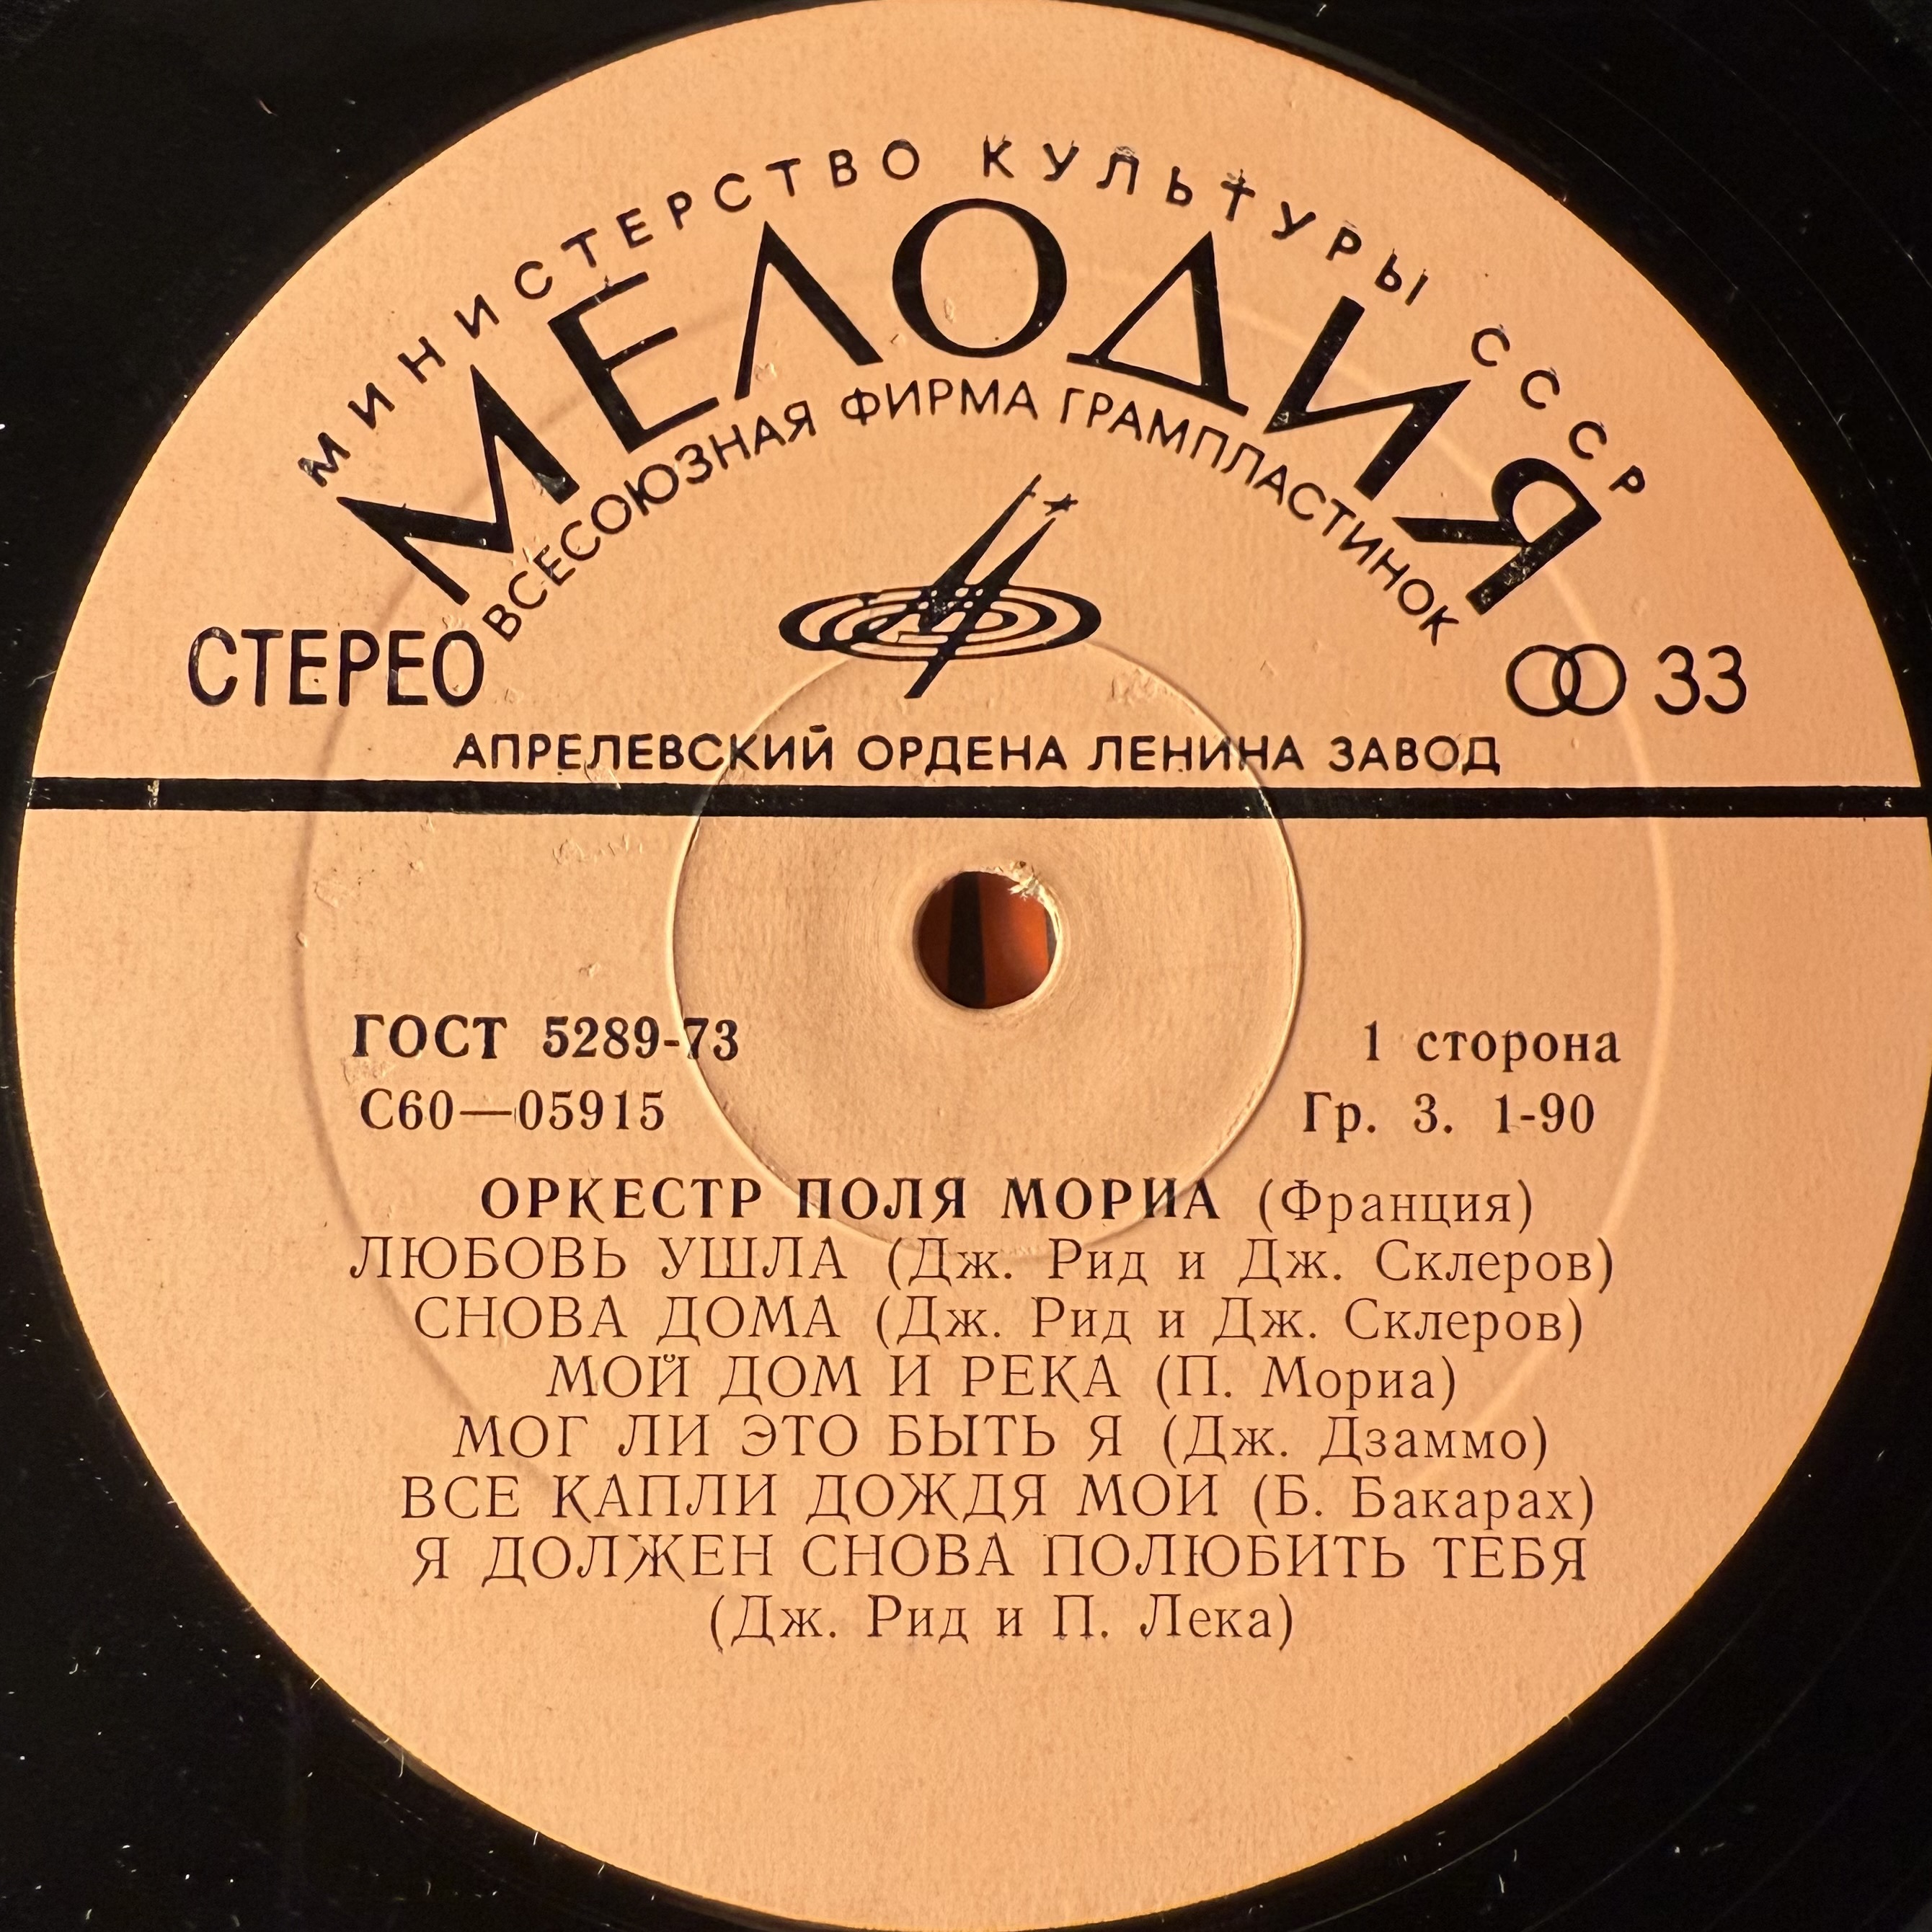 МИНИСТЕРСТВО КУЛЬТУРЫ СССР
МЕЛОДИЯ
ВСЕСОЮЗНАЯ ФИРМА ГРАМПЛАСТИНОК
СТЕРЕО 33
АПРЕЛЕВСКИЙ ОРДЕНА ЛЕНИНА ЗАВОД
ГОСТ 5289-73 1 сторона
С60—05915 Гр. 3. 1-90
ОРКЕСТР ПОЛЯ МОРИА (Франция)
ЛЮБОВЬ УШЛА (Дж. Рид и Дж. Склеров)
СНОВА ДОМА (Дж. Рид и Дж. Склеров)
МОЙ ДОМ И РЕКА (П. Мориа)
МОГ ЛИ ЭТО БЫТЬ Я (Дж. Дзаммо)
ВСЕ КАПЛИ ДОЖДЯ МОИ (Б. Бакарах)
Я ДОЛЖЕН СНОВА ПОЛЮБИТЬ ТЕБЯ
(Дж. Рид и П. Лека)